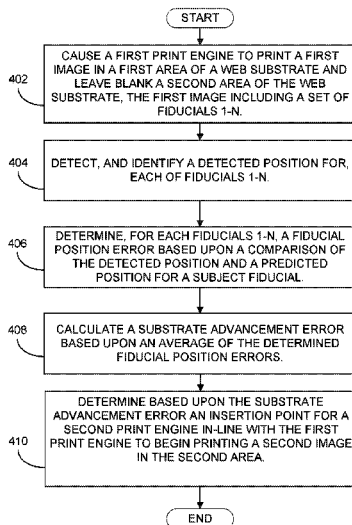 START
402
CAUSE A FIRST PRINT ENGINE TO PRINT A FIRST
IMAGE IN A FIRST AREA OF A WEB SUBSTRATE AND
LEAVE BLANK A SECOND AREA OF THE WEB
SUBSTRATE, THE FIRST IMAGE INCLUDING A SET OF
FIDUCIALS 1-N.
404
DETECT, AND IDENTIFY A DETECTED POSITION FOR,
EACH OF FIDUCIALS 1-N.
406
DETERMINE, FOR EACH FIDUCIALS 1-N, A FIDUCIAL
POSITION ERROR BASED UPON A COMPARISON OF
THE DETECTED POSITION AND A PREDICTED
POSITION FOR A SUBJECT FIDUCIAL.
408
CALCULATE A SUBSTRATE ADVANCEMENT ERROR
BASED UPON AN AVERAGE OF THE DETERMINED
FIDUCIAL POSITION ERRORS.
410
DETERMINE BASED UPON THE SUBSTRATE
ADVANCEMENT ERROR AN INSERTION POINT FOR A
SECOND PRINT ENGINE IN-LINE WITH THE FIRST
PRINT ENGINE TO BEGIN PRINTING A SECOND IMAGE
IN THE SECOND AREA.
END